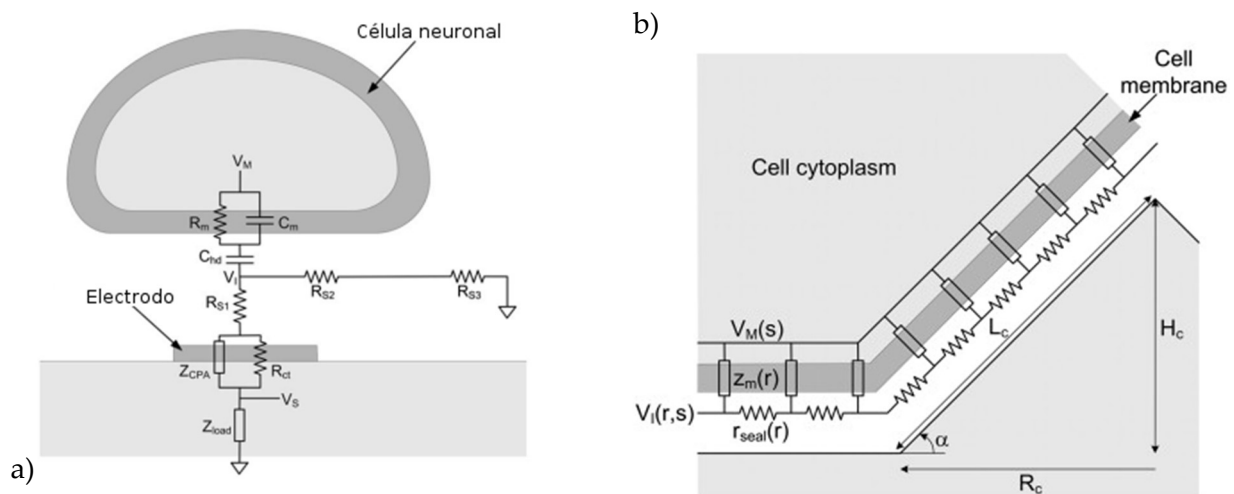 a)
Célula neuronal
V_M
R_m
C_m
C_hd
V_I
R_S2
R_S3
R_S1
Electrodo
Z_CPA
R_ct
V_S
Z_load
b)
Cell
membrane
Cell cytoplasm
V_M(s)
z_m(r)
V_I(r,s)
r_seal(r)
L_c
H_c
α
R_c